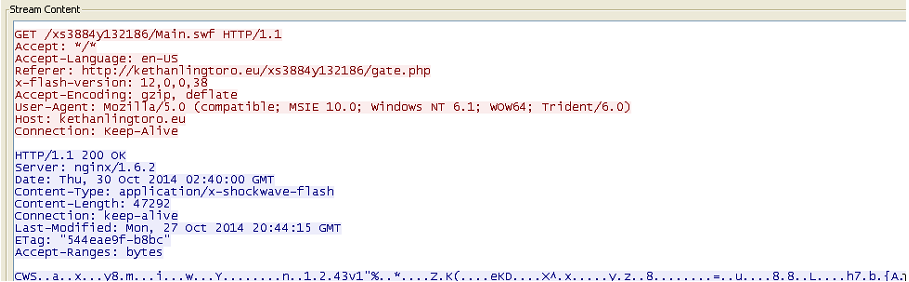 Stream Content
GET /xs3884y132186/Main.swf HTTP/1.1
Accept: */*
Accept-Language: en-US
Referer: http://kethanlingtoro.eu/xs3884y132186/gate.php
x-flash-version: 12,0,0,38
Accept-Encoding: gzip, deflate
User-Agent: Mozilla/5.0 (compatible; MSIE 10.0; Windows NT 6.1; WOW64; Trident/6.0)
Host: kethanlingtoro.eu
Connection: Keep-Alive
HTTP/1.1 200 OK
Server: nginx/1.6.2
Date: Thu, 30 Oct 2014 02:40:00 GMT
Content-Type: application/x-shockwave-flash
Content-Length: 47292
Connection: keep-alive
Last-Modified: Mon, 27 Oct 2014 20:44:15 GMT
ETag: "544eae9f-b8bc"
Accept-Ranges: bytes
CWS..a..x...y8.m...i...w...Y........n..1.2.43v1"%..*....Z.K(....eKD....X^.x.....y.z..8........=..u....8.8..L....h7.b.{A.